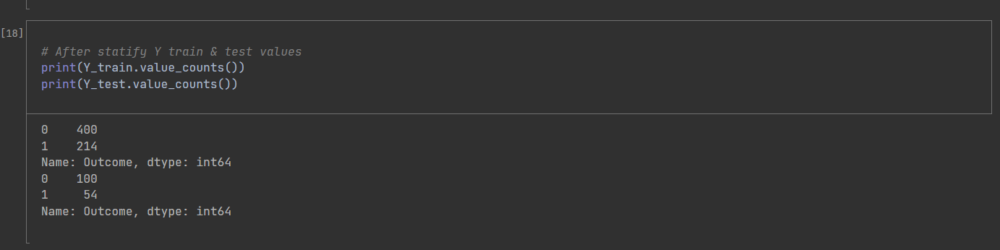 [18]
# After statify Y train & test values
print(Y_train.value_counts())
print(Y_test.value_counts())
0    400
1    214
Name: Outcome, dtype: int64
0    100
1     54
Name: Outcome, dtype: int64